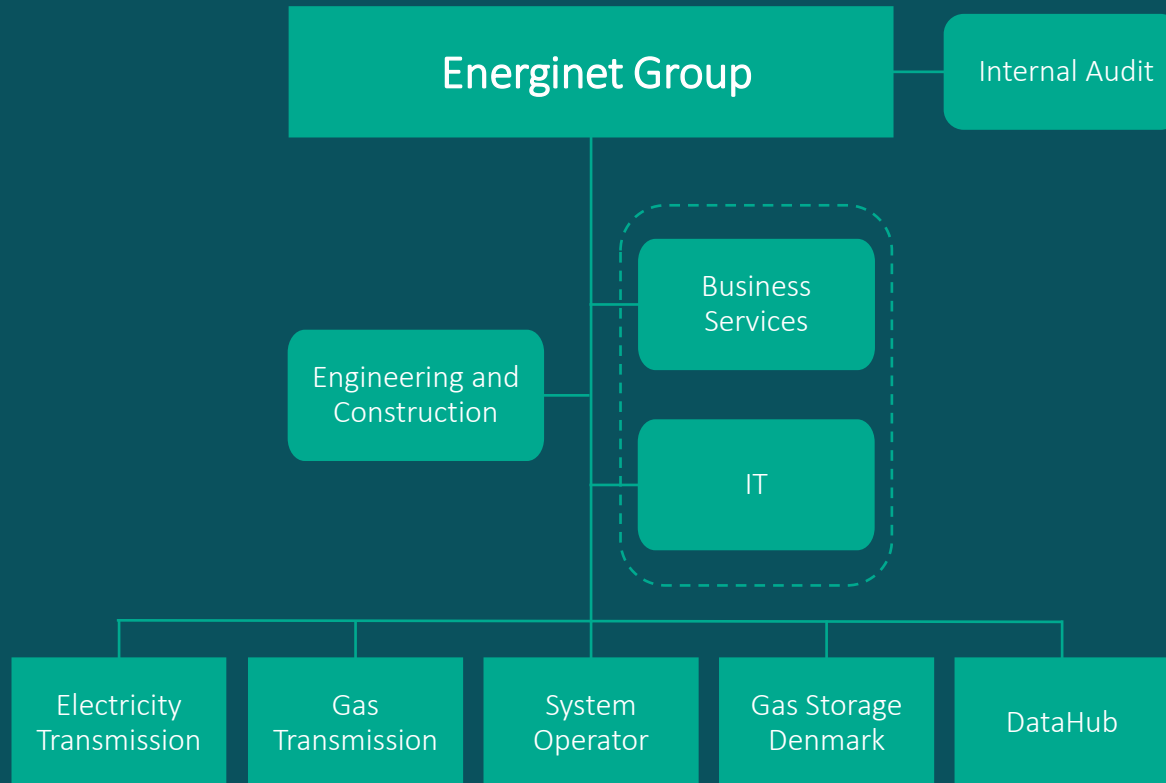 Energinet Group
Internal Audit
Business
Services
Engineering and
Construction
IT
Electricity
Transmission
Gas
Transmission
System
Operator
Gas Storage
Denmark
DataHub